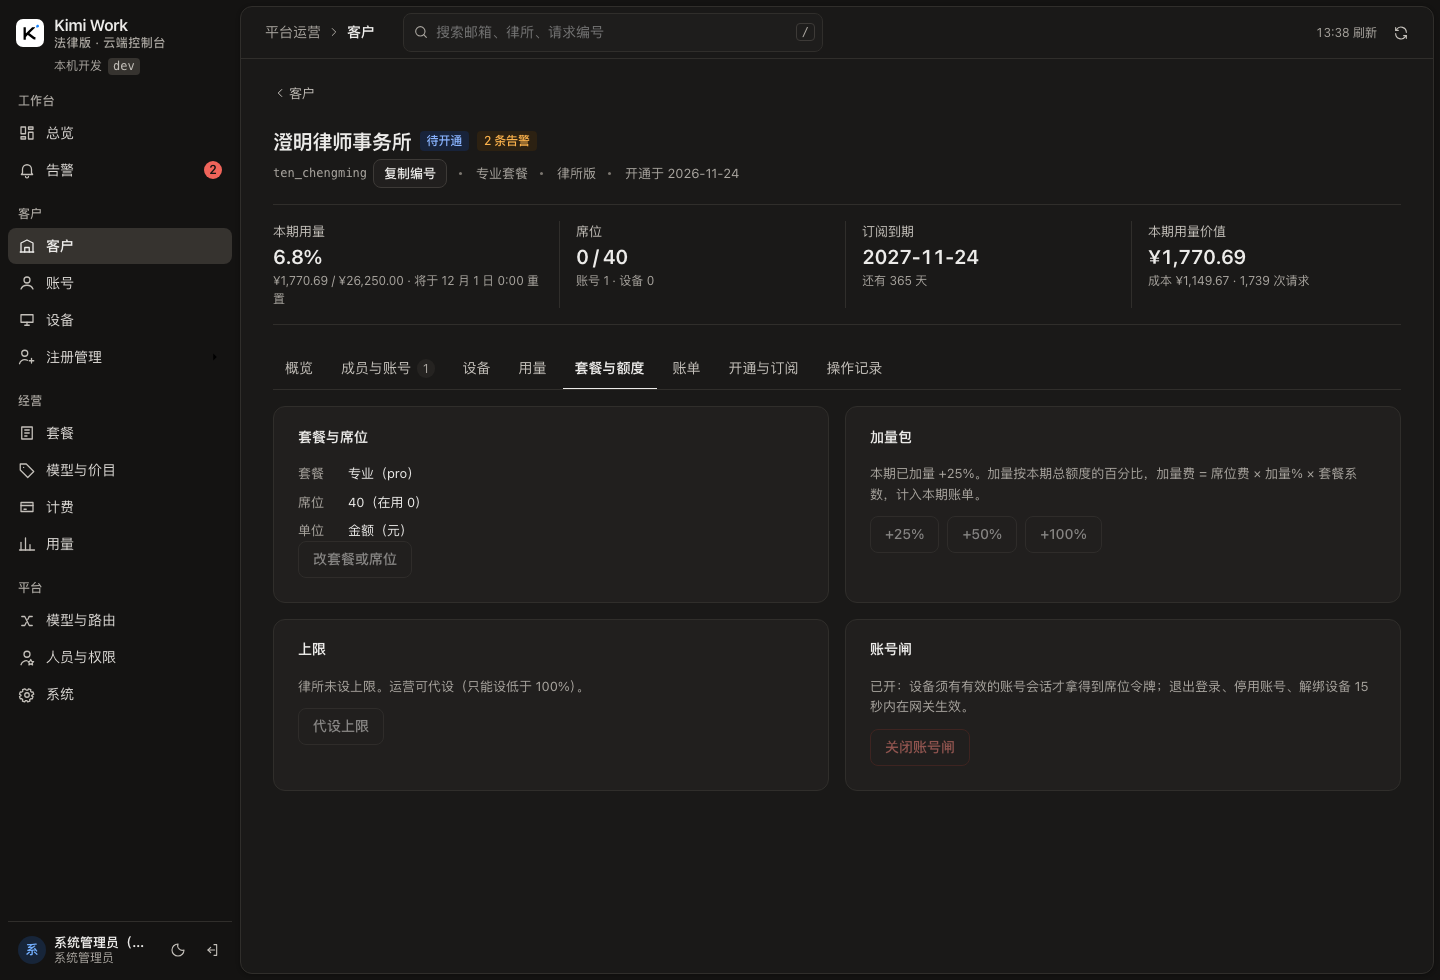 Kimi Work
法律版 · 云端控制台
本机开发 dev
工作台
总览
告警 2
客户
客户
账号
设备
注册管理
经营
套餐
模型与价目
计费
用量
平台
模型与路由
人员与权限
系统
系 系统管理员（...
系统管理员
平台运营 > 客户
搜索邮箱、律所、请求编号 /
13:38 刷新
客户
澄明律师事务所 待开通 2 条告警
ten_chengming 复制编号 • 专业套餐 • 律所版 • 开通于 2026-11-24
本期用量
6.8%
¥1,770.69 / ¥26,250.00 · 将于 12 月 1 日 0:00 重
置
席位
0 / 40
账号 1 · 设备 0
订阅到期
2027-11-24
还有 365 天
本期用量价值
¥1,770.69
成本 ¥1,149.67 · 1,739 次请求
概览 成员与账号 1 设备 用量 套餐与额度 账单 开通与订阅 操作记录
套餐与席位
套餐 专业（pro）
席位 40（在用 0）
单位 金额（元）
改套餐或席位
加量包
本期已加量 +25%。加量按本期总额度的百分比，加量费 = 席位费 × 加量% × 套餐系
数，计入本期账单。
+25% +50% +100%
上限
律所未设上限。运营可代设（只能设低于 100%）。
代设上限
账号闸
已开：设备须有有效的账号会话才拿得到席位令牌；退出登录、停用账号、解绑设备 15
秒内在网关生效。
关闭账号闸